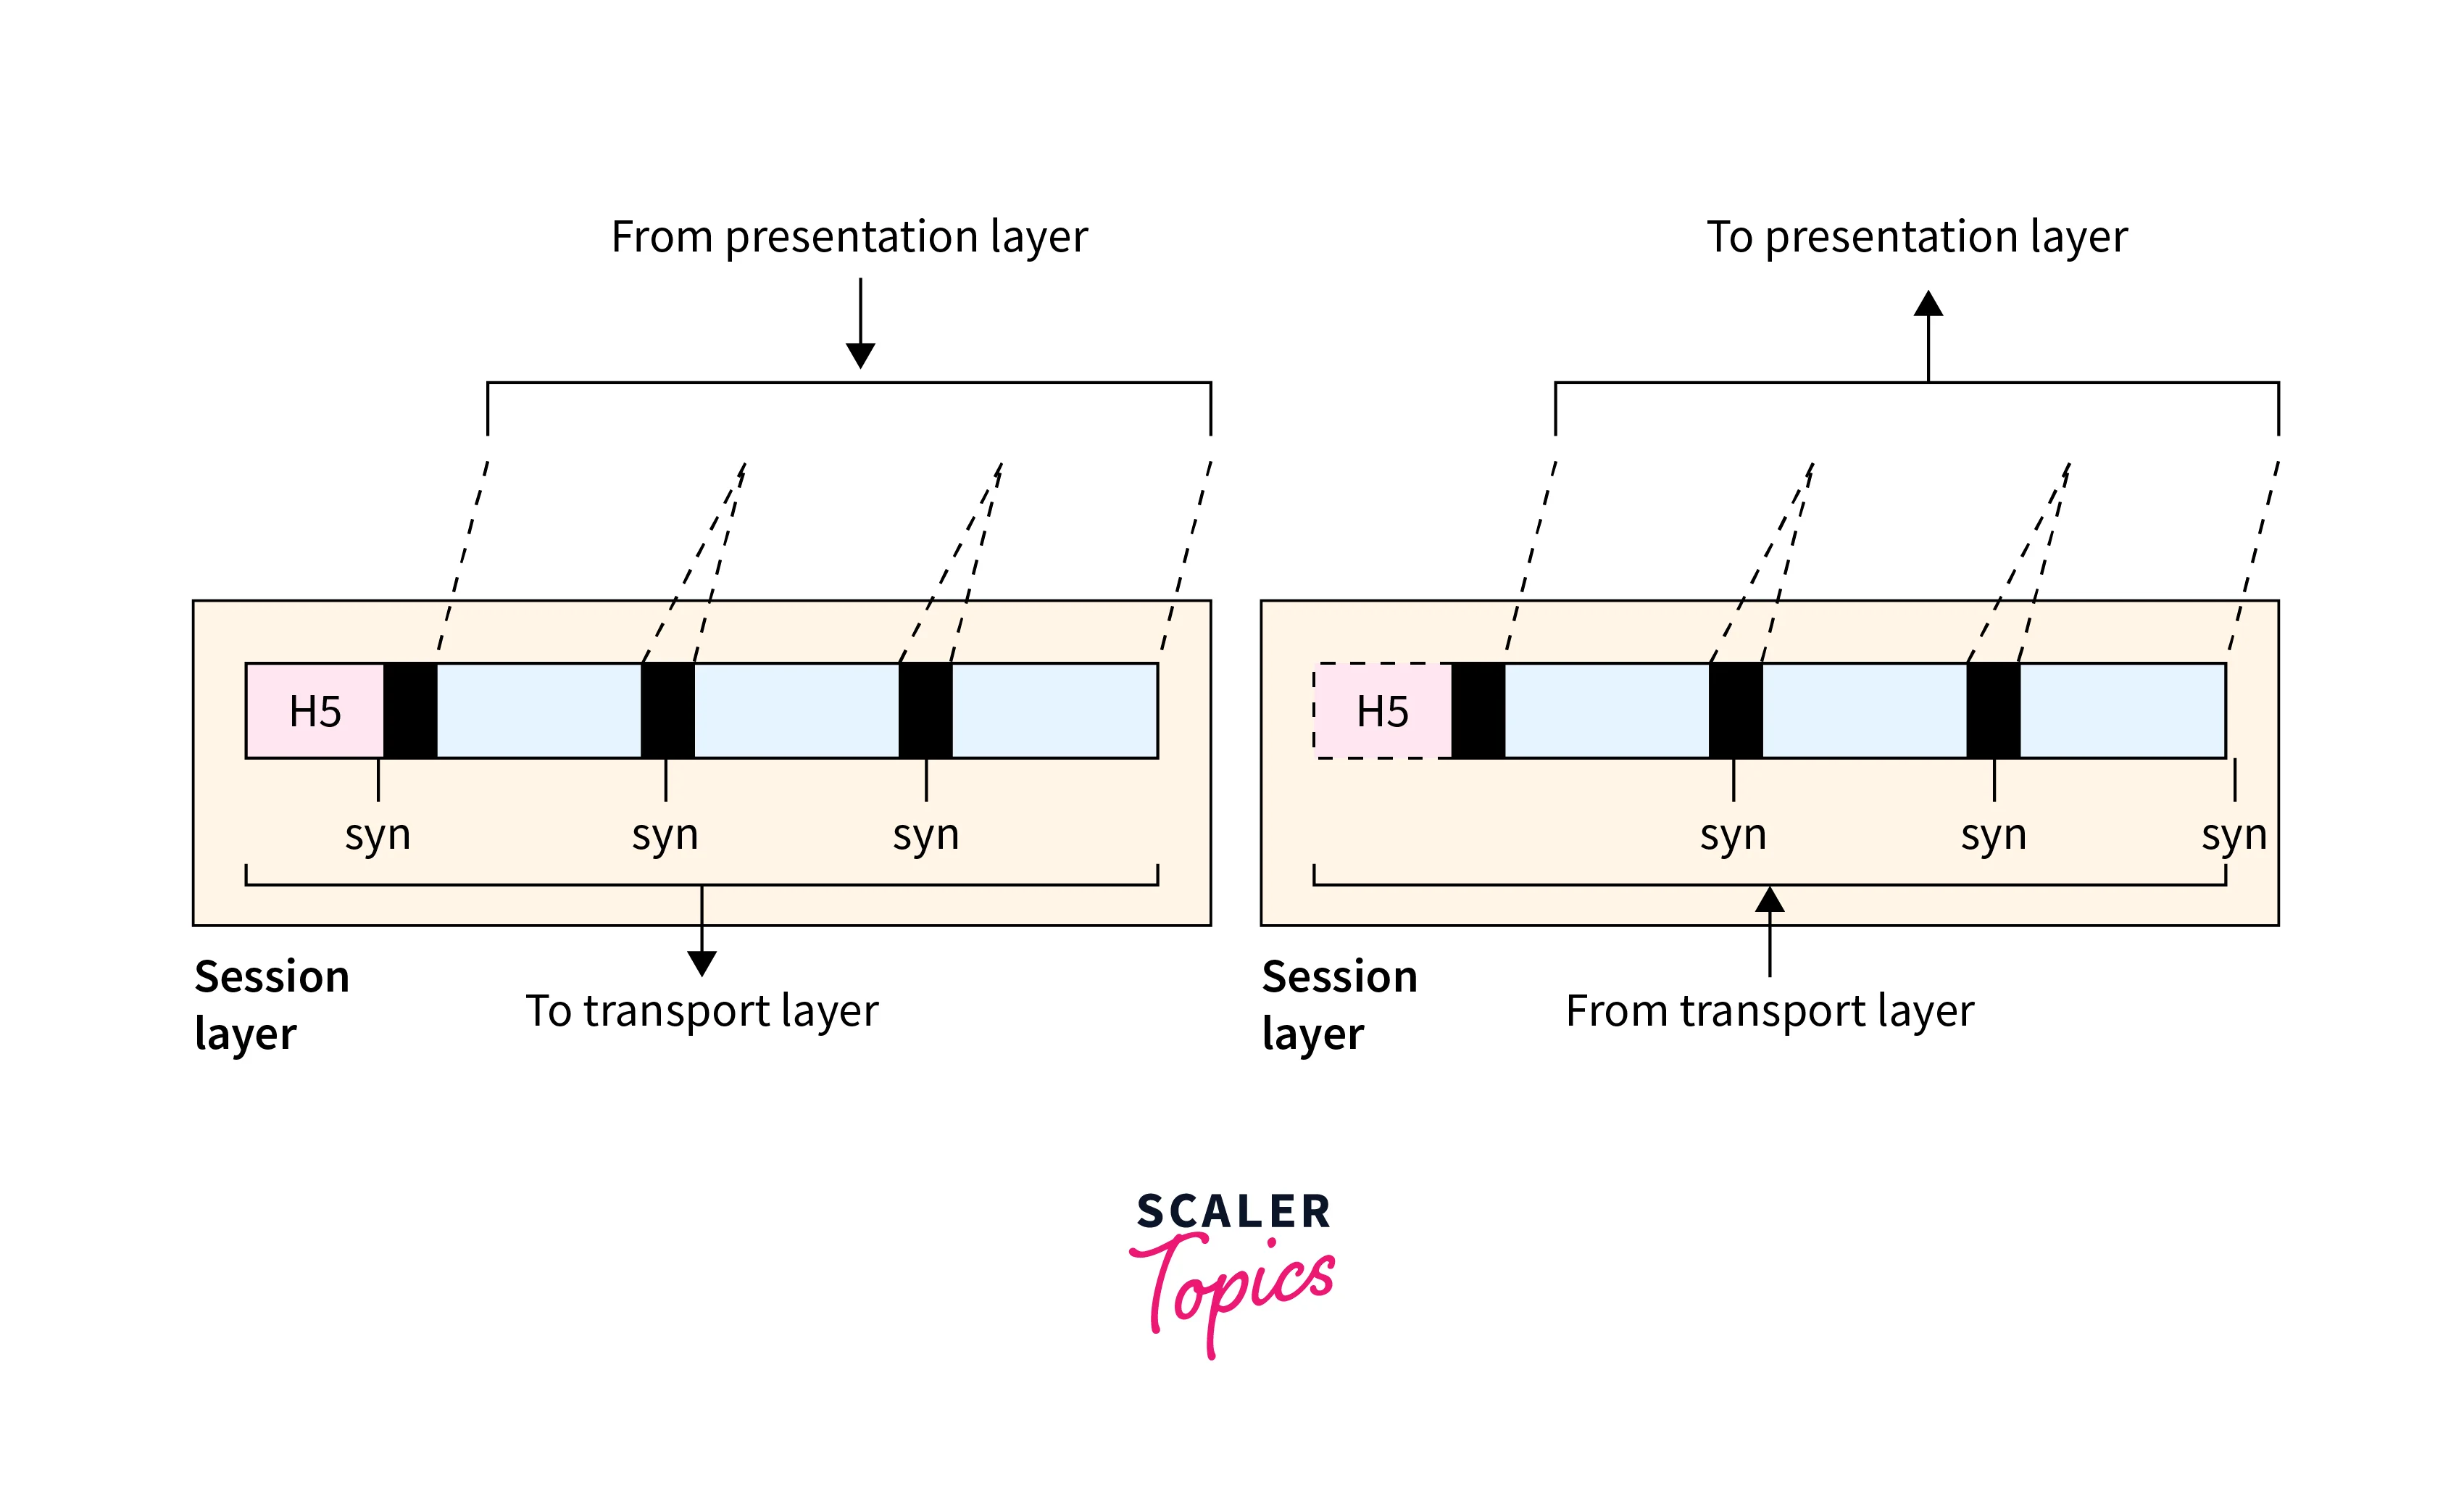 From presentation layer
To presentation layer
H5
H5
syn
syn
syn
syn
syn
syn
Session
layer
To transport layer
Session
layer
From transport layer
SCALER
Topics